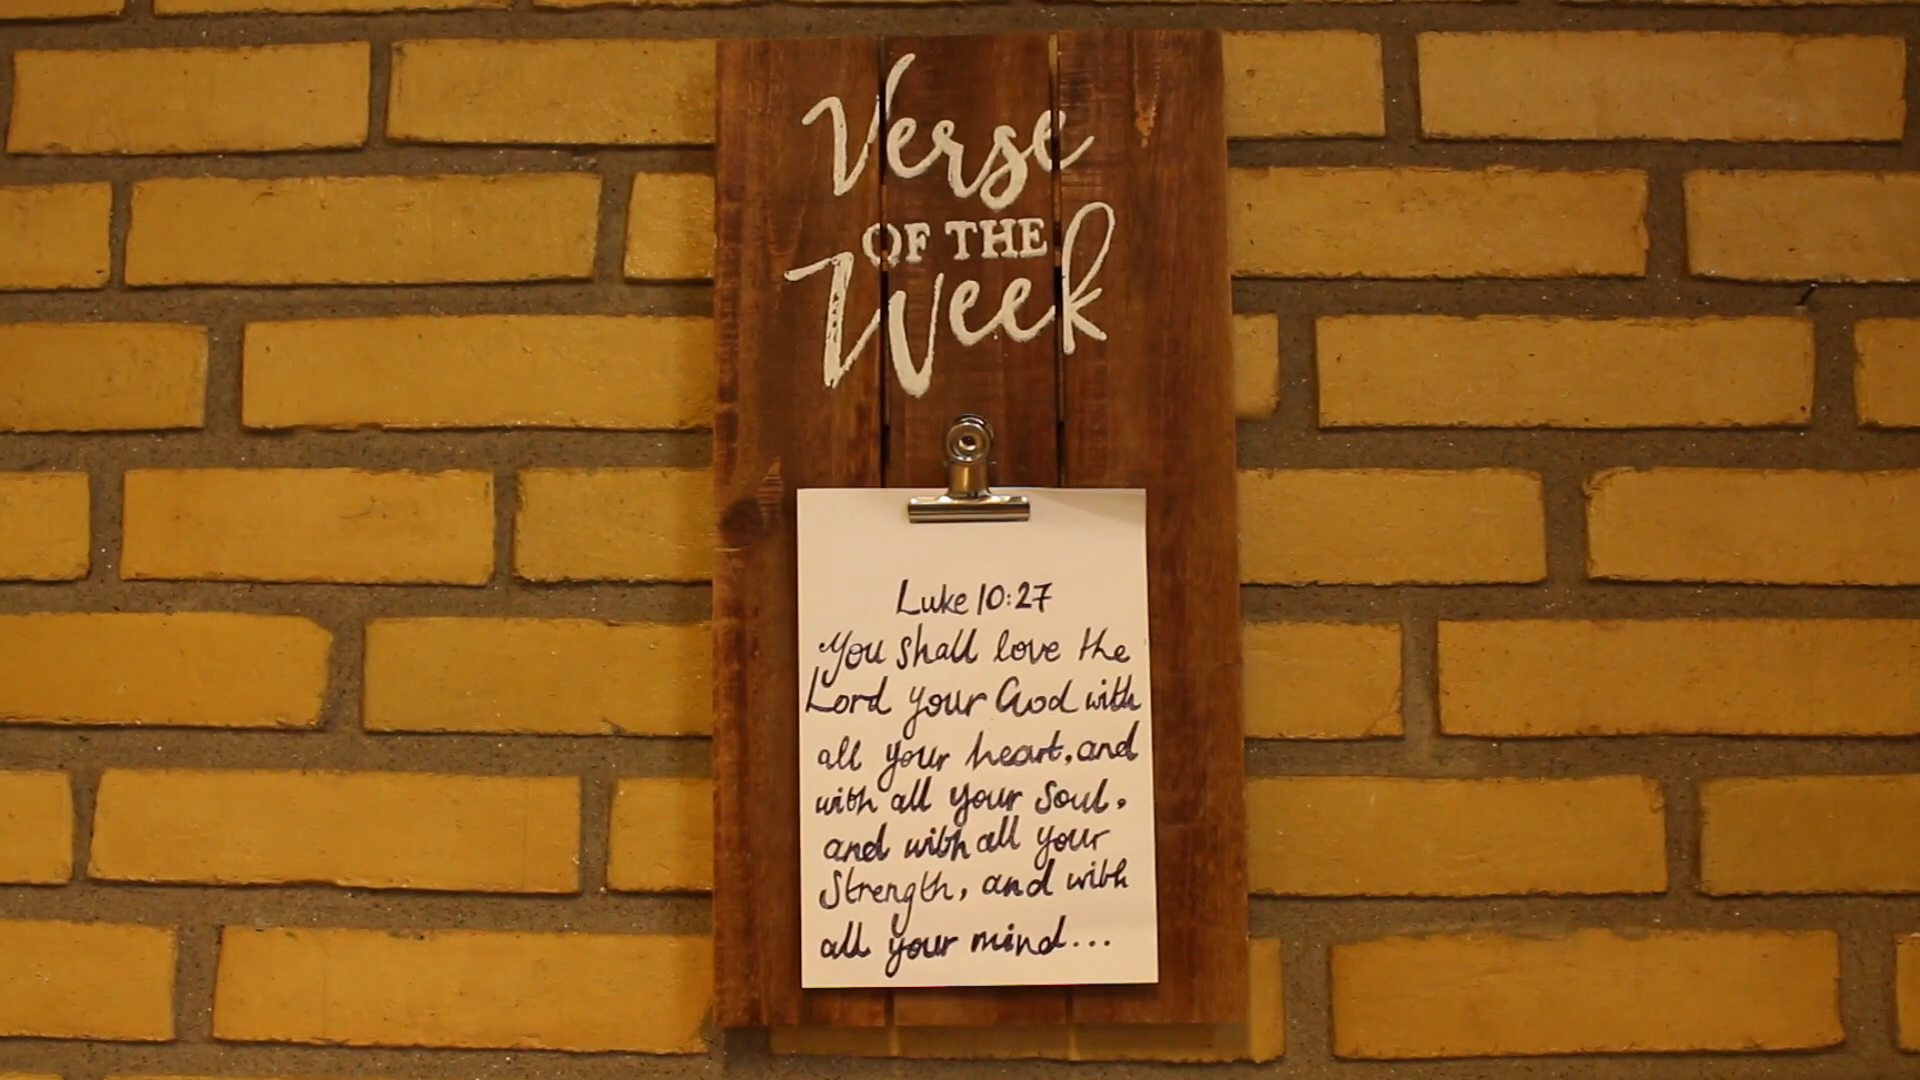 Verse
OF THE
Week
Luke 10:27
You shall love the
Lord your God with
all your heart, and
with all your Soul,
and with all your
Strength, and with
all your mind...